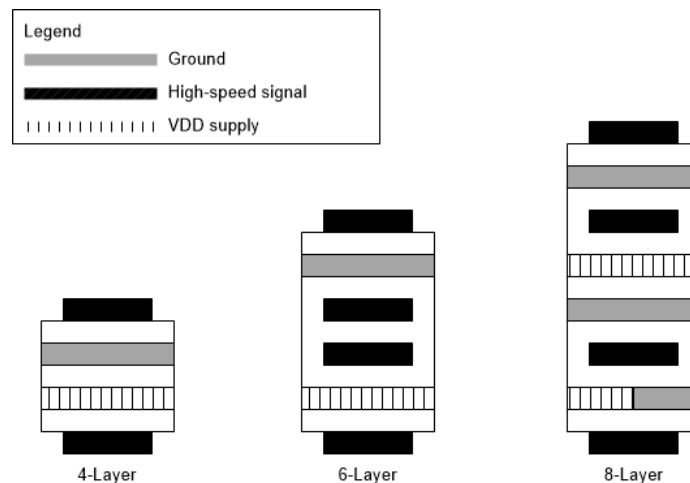 Legend
Ground
High-speed signal
VDD supply
4-Layer
6-Layer
8-Layer